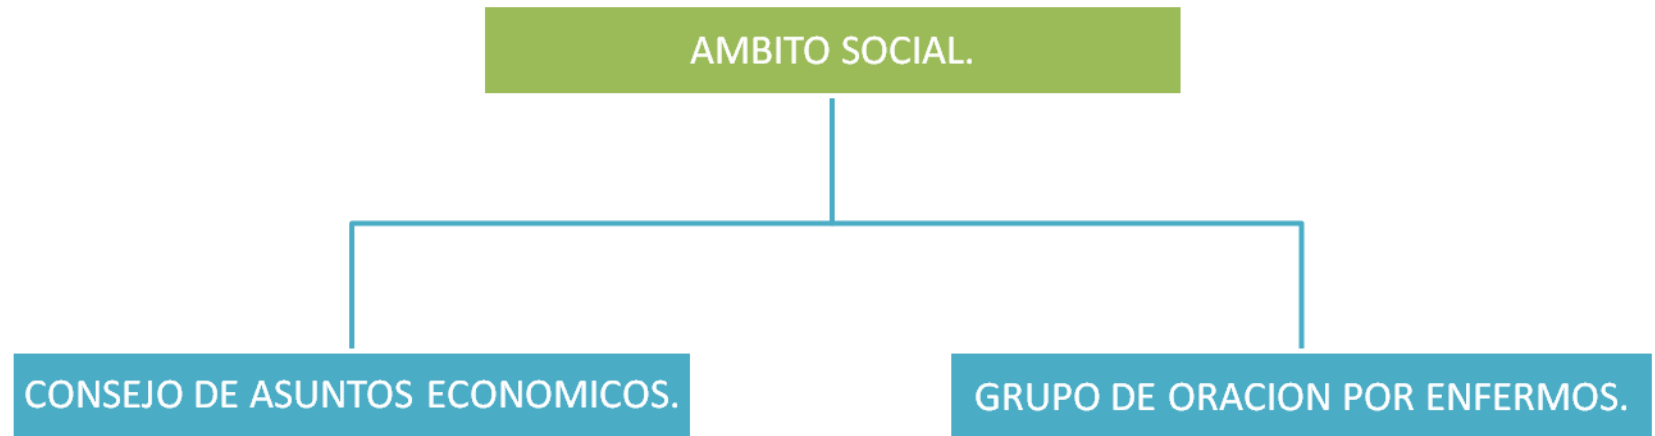 AMBITO SOCIAL.
CONSEJO DE ASUNTOS ECONOMICOS.
GRUPO DE ORACION POR ENFERMOS.